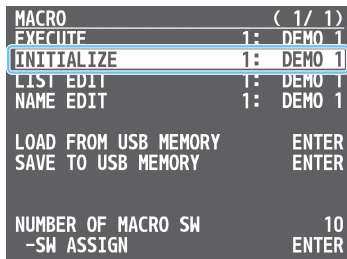 MACRO ( 1/ 1)
EXECUTE 1: DEMO 1
INITIALIZE 1: DEMO 1
LIST EDIT 1: DEMO 1
NAME EDIT 1: DEMO 1
LOAD FROM USB MEMORY ENTER
SAVE TO USB MEMORY ENTER
NUMBER OF MACRO SW 10
-SW ASSIGN ENTER